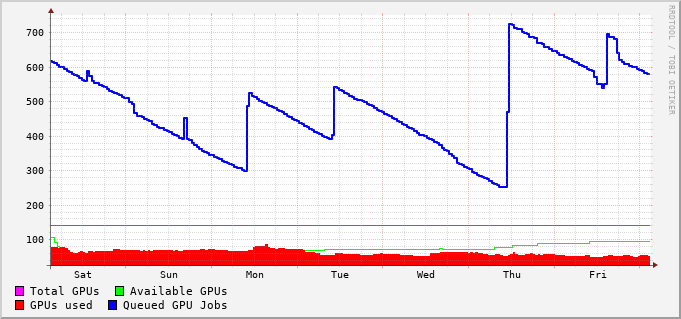 700
600
500
400
300
200
100
Sat Sun Mon Tue Wed Thu Fri
Total GPUs Available GPUs
GPUs used Queued GPU Jobs
RRDTOOL / TOBI OETIKER